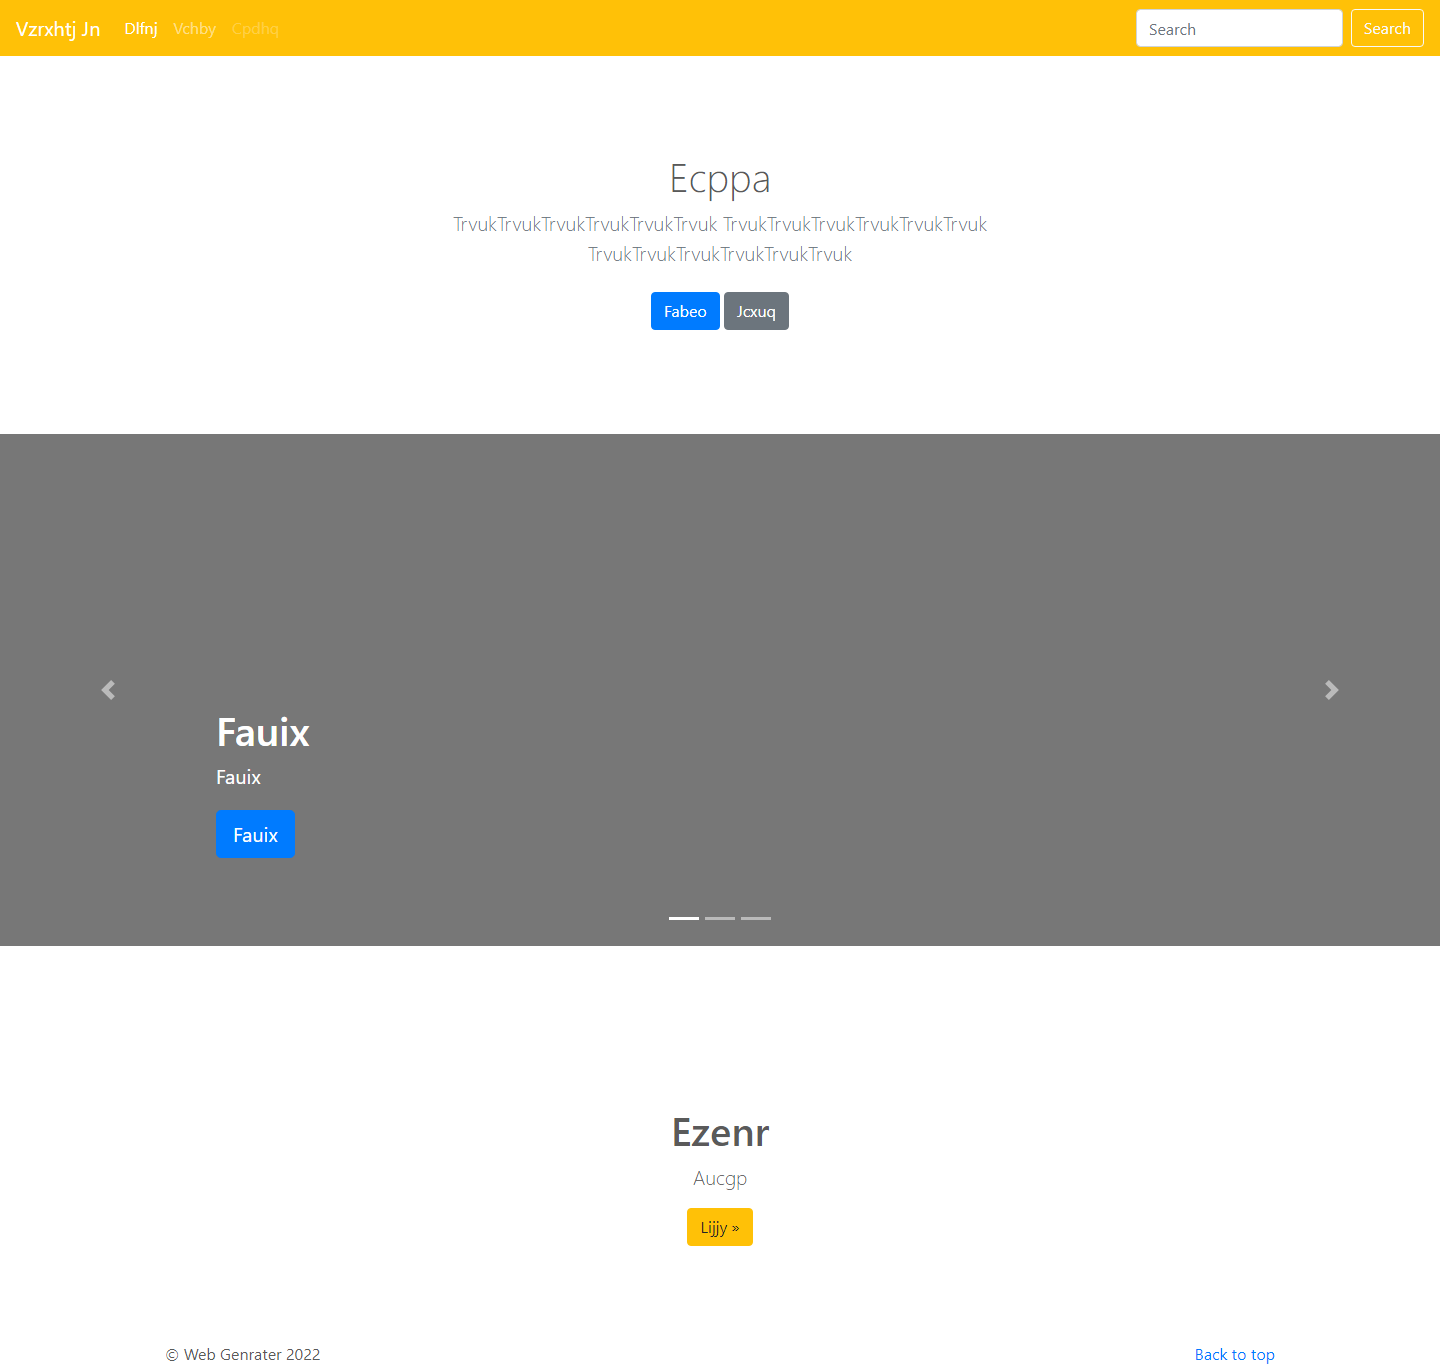 Vzrxhtj Jn Dlfnj Vchby Cpdhq Search Search
Ecppa
TrvukTrvukTrvukTrvukTrvukTrvuk TrvukTrvukTrvukTrvukTrvukTrvuk
TrvukTrvukTrvukTrvukTrvukTrvuk
Fabeo Jcxuq
Fauix
Fauix
Fauix
Ezenr
Aucgp
Lijjy »
© Web Genrater 2022 Back to top